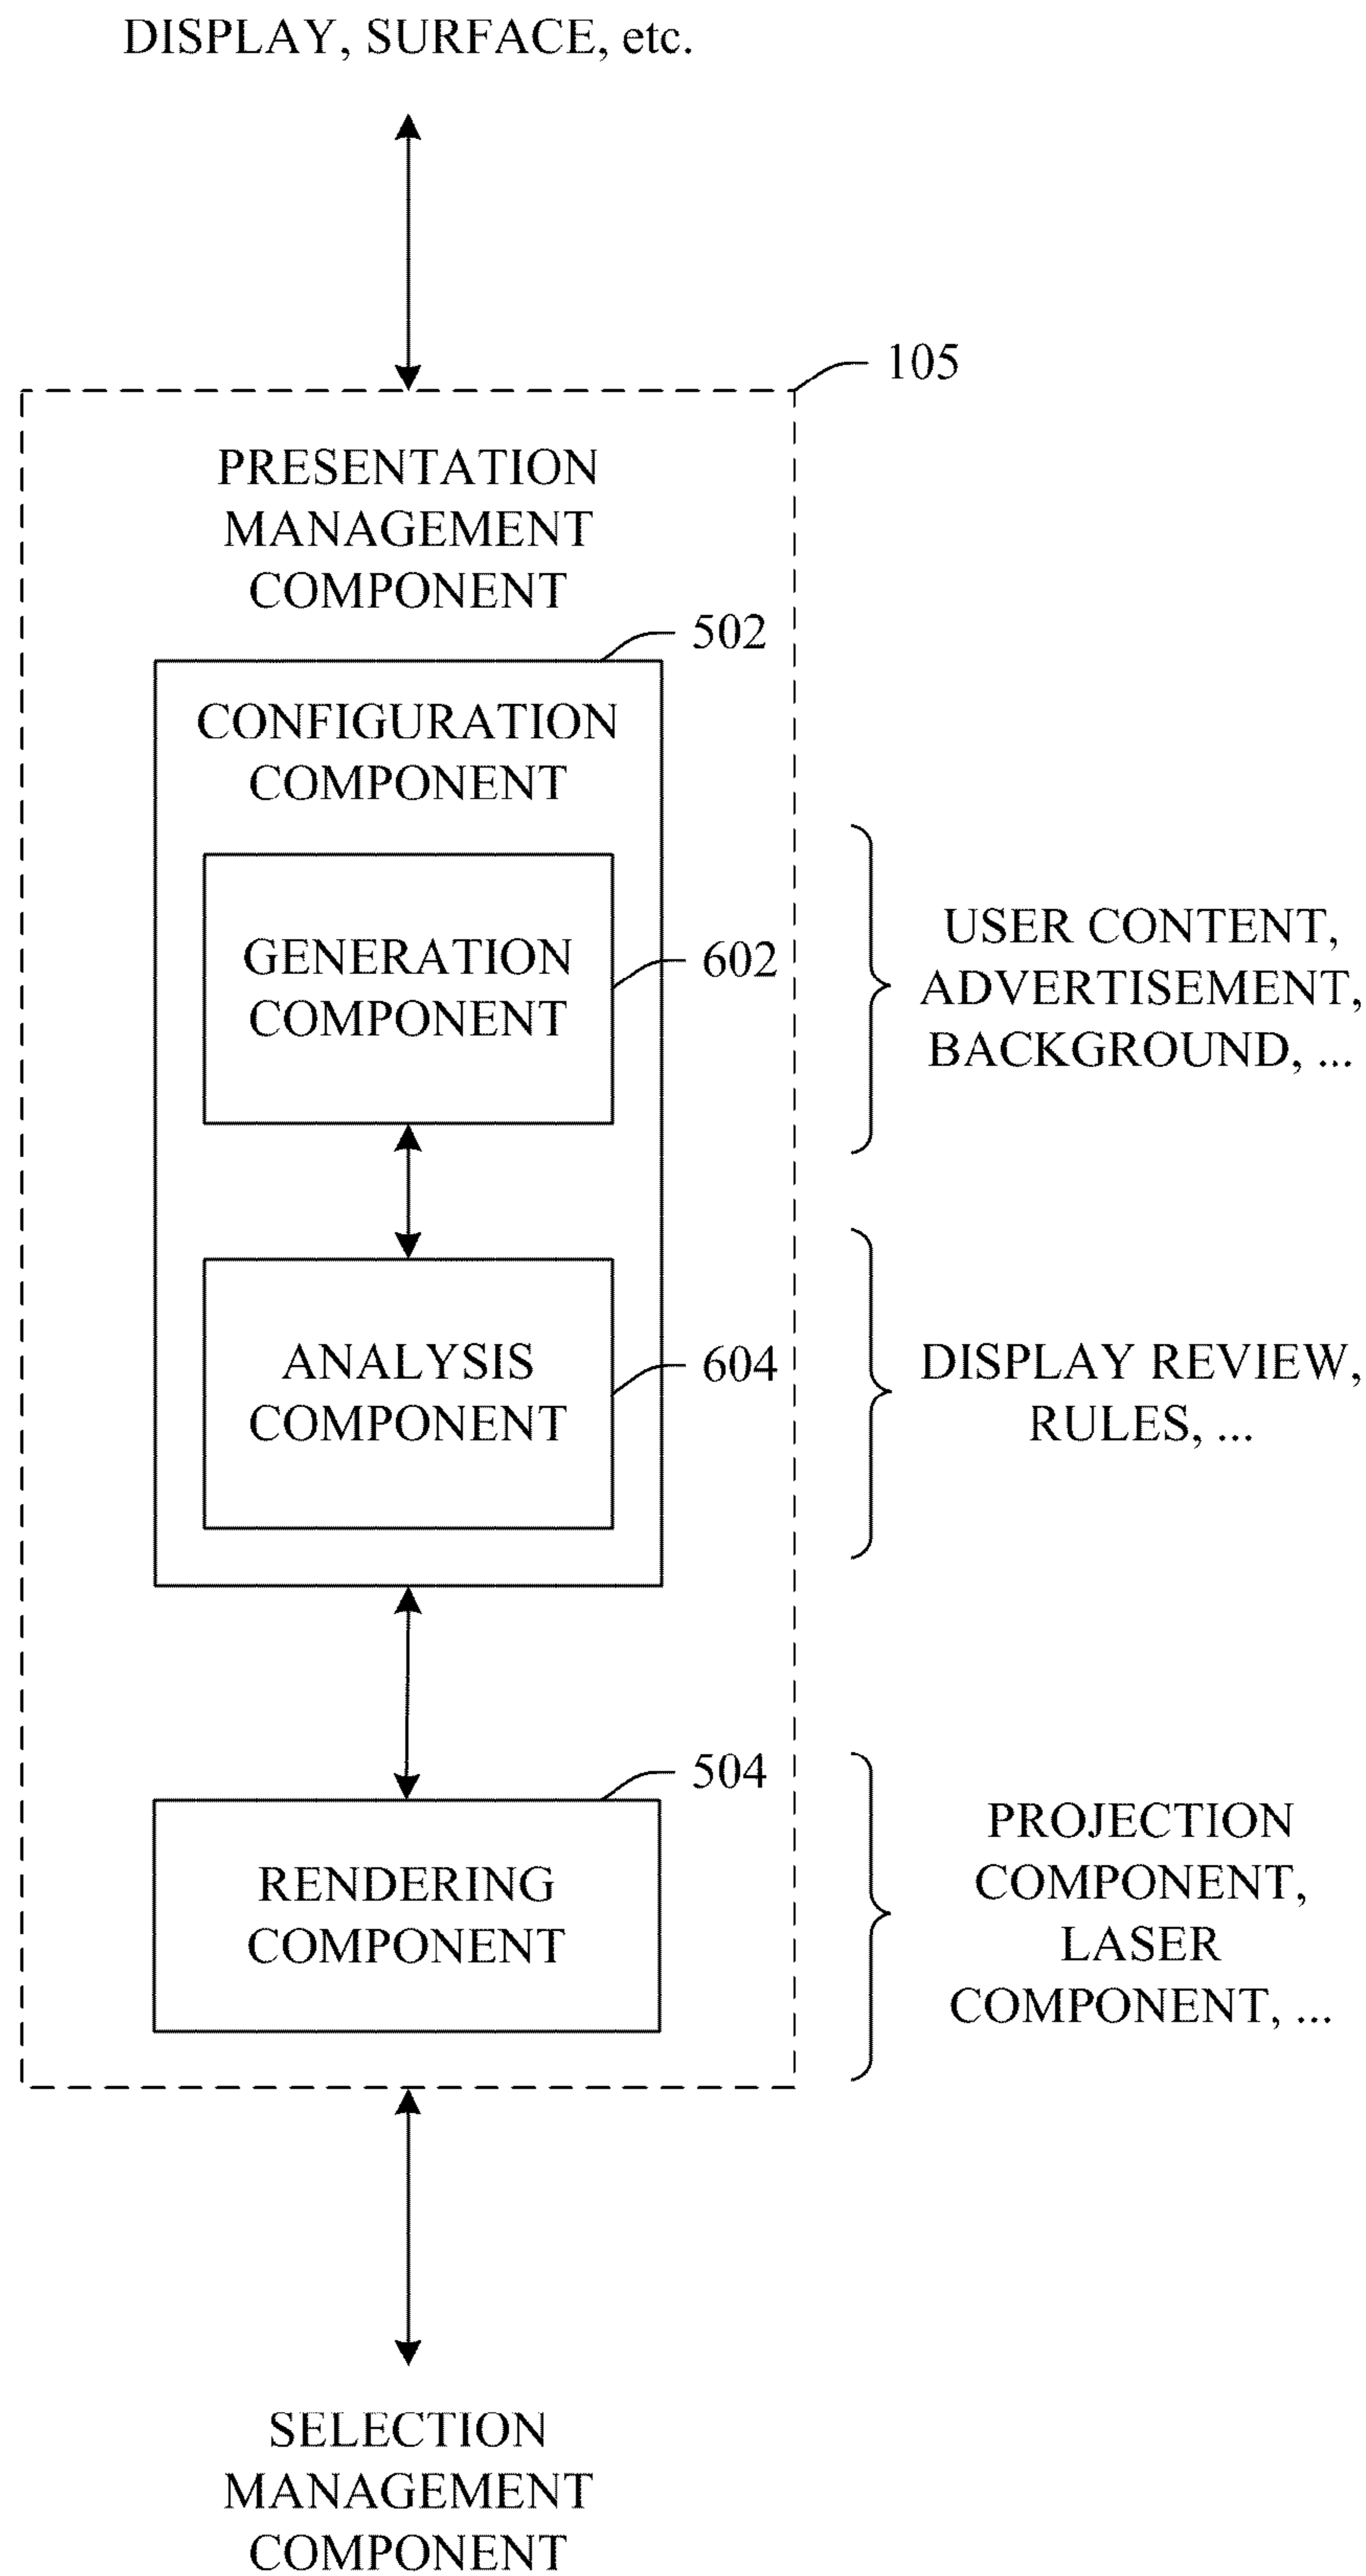 DISPLAY, SURFACE, etc.
105
PRESENTATION
MANAGEMENT
COMPONENT
502
CONFIGURATION
COMPONENT
GENERATION
COMPONENT
602
USER CONTENT,
ADVERTISEMENT,
BACKGROUND, ...
ANALYSIS
COMPONENT
604
DISPLAY REVIEW,
RULES, ...
504
RENDERING
COMPONENT
PROJECTION
COMPONENT,
LASER
COMPONENT, ...
SELECTION
MANAGEMENT
COMPONENT